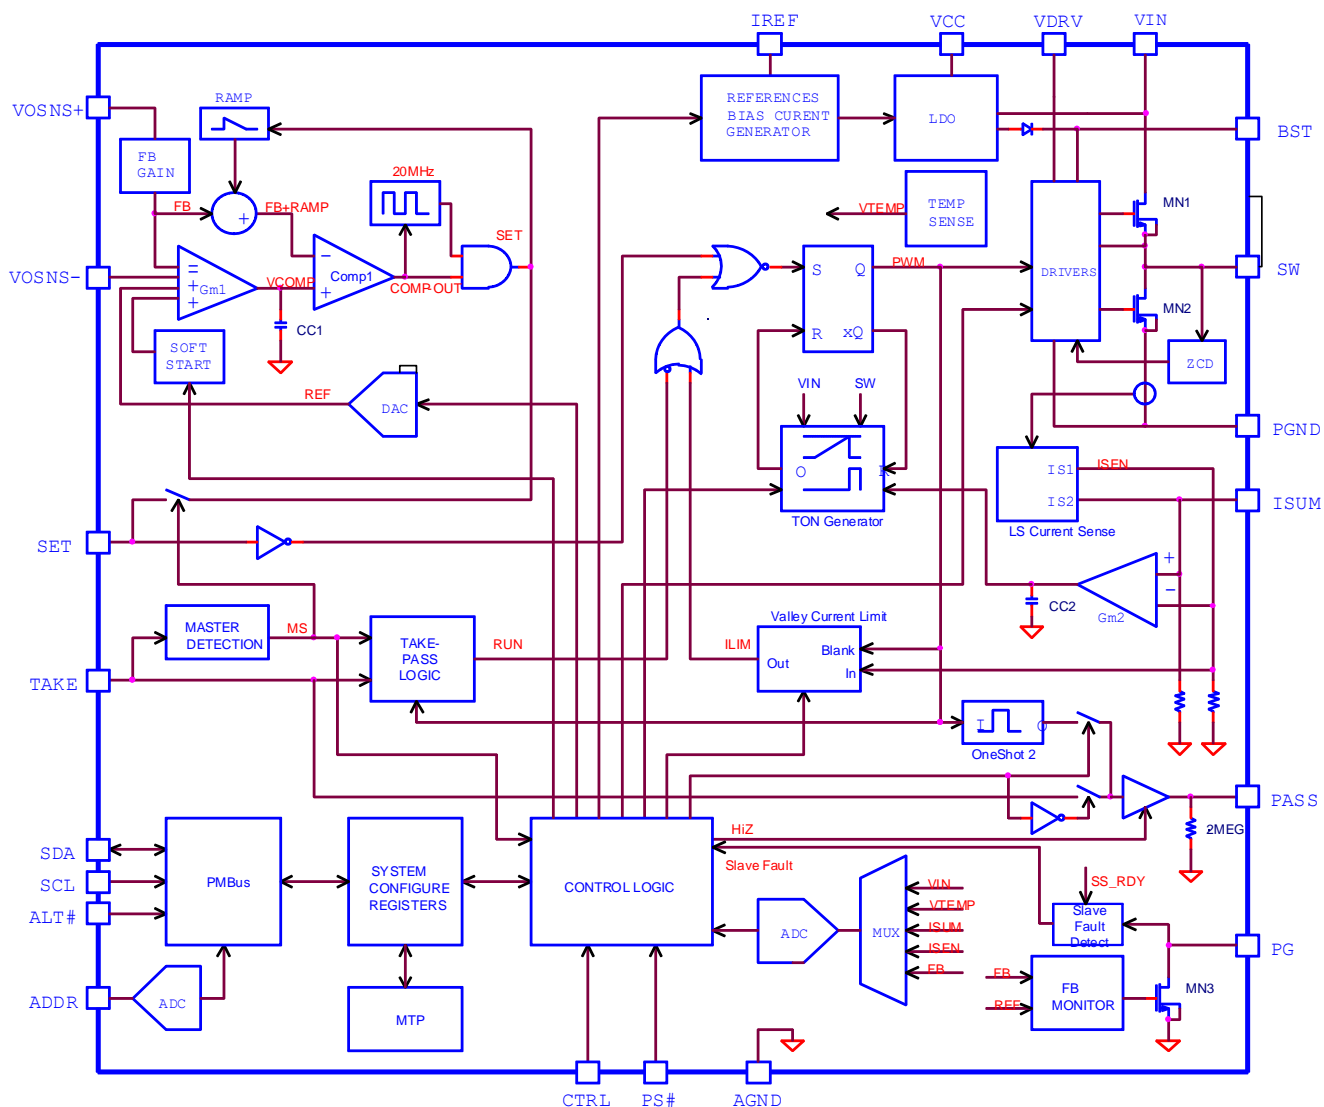 IREF
VCC
VDRV
VIN
VOSNS+
RAMP
REFERENCES
BIAS CURENT
GENERATOR
LDO
BST
FB
GAIN
20MHz
TEMP
SENSE
VTEMP
FB
FB+RAMP
+
MN1
SET
VOSNS-
=
+
+
Gm1
VCOMP
−
+
Comp1
COMP-OUT
S
Q
R
xQ
PWM
DRIVERS
SW
MN2
CC1
SOFT
START
ZCD
REF
DAC
VIN
SW
PGND
O
R
TON Generator
IS1
IS2
ISEN
ISUM
LS Current Sense
SET
+
−
Gm2
CC2
MASTER
DETECTION
MS
TAKE-
PASS
LOGIC
RUN
ILIM
Valley Current Limit
Out
Blank
In
TAKE
I
O
OneShot 2
PASS
2MEG
HiZ
Slave Fault
SDA
SCL
ALT#
PMBus
SYSTEM
CONFIGURE
REGISTERS
CONTROL LOGIC
ADC
MUX
VIN
VTEMP
ISUM
ISEN
FB
SS_RDY
Slave
Fault
Detect
PG
FB
REF
FB
MONITOR
MN3
ADDR
ADC
MTP
CTRL
PS#
AGND